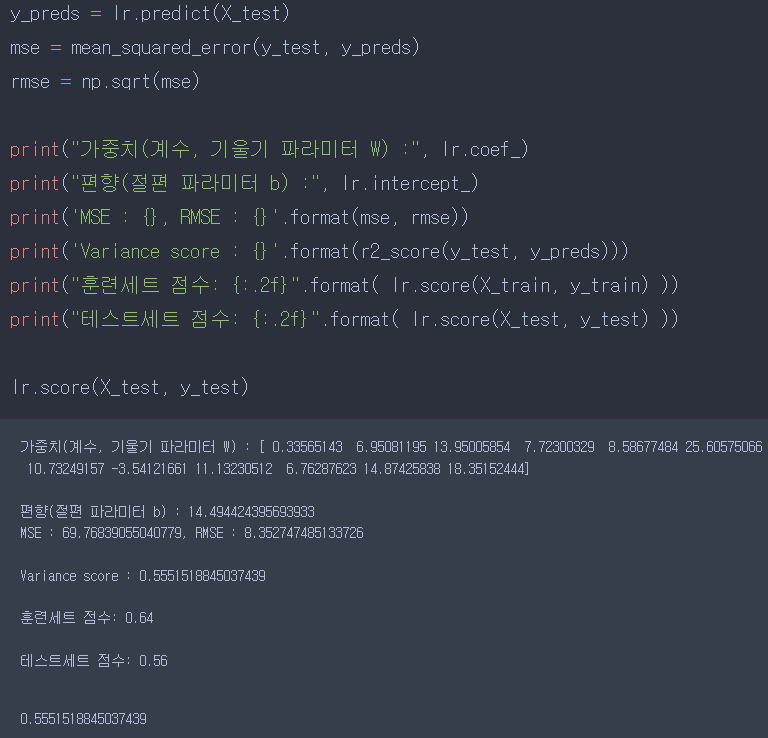 y_preds = lr.predict(X_test)
mse = mean_squared_error(y_test, y_preds)
rmse = np.sqrt(mse)
print("가중치(계수, 기울기 파라미터 W) :", lr.coef_)
print("편향(절편 파라미터 b) :", lr.intercept_)
print('MSE : {}, RMSE : {}'.format(mse, rmse))
print('Variance score : {}'.format(r2_score(y_test, y_preds)))
print("훈련세트 점수: {:.2f}".format( lr.score(X_train, y_train) ))
print("테스트세트 점수: {:.2f}".format( lr.score(X_test, y_test) ))
lr.score(X_test, y_test)
가중치(계수, 기울기 파라미터 W) : [ 0.33565143 6.95081195 13.95005854 7.72300329 8.58677484 25.60575066
10.73249157 -3.54121661 11.13230512 6.76287623 14.87425838 18.35152444]
편향(절편 파라미터 b) : 14.494424395693933
MSE : 69.76839055040779, RMSE : 8.352747485133726
Variance score : 0.5551518845037439
훈련세트 점수: 0.64
테스트세트 점수: 0.56
0.5551518845037439